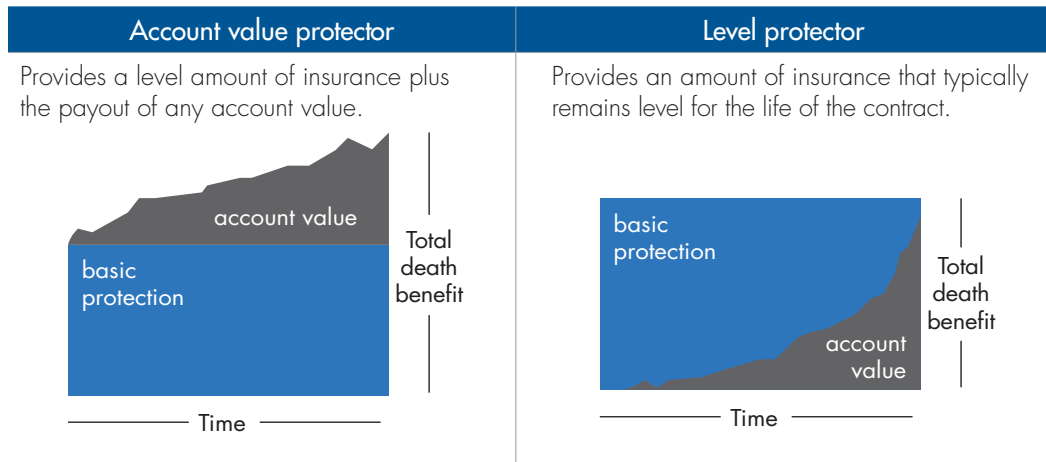 Account value protector
Provides a level amount of insurance plus
the payout of any account value.
account value
basic
protection
Total
death
benefit
Time
Level protector
Provides an amount of insurance that typically
remains level for the life of the contract.
basic
protection
account
value
Total
death
benefit
Time